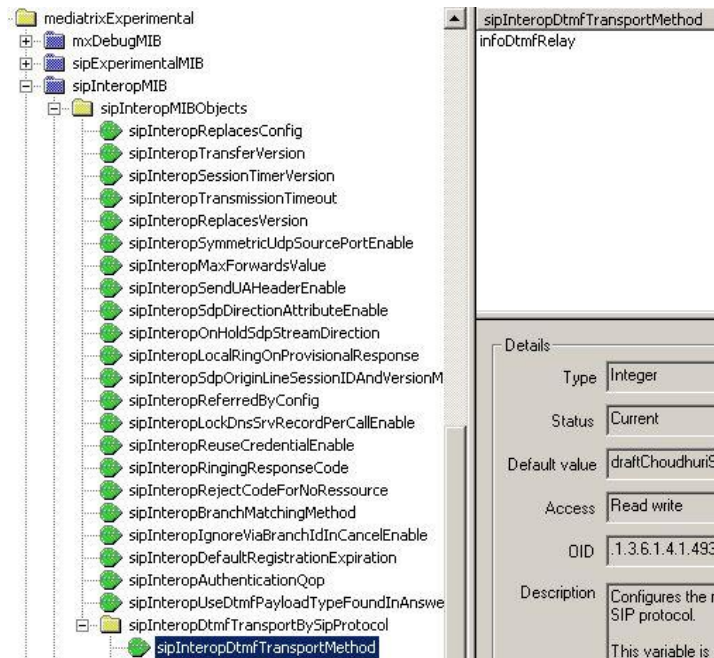 mediatrixExperimental
mxDebugMIB
sipExperimentalMIB
sipInteropMIB
sipInteropMIBObjects
sipInteropReplacesConfig
sipInteropTransferVersion
sipInteropSessionTimerVersion
sipInteropTransmissionTimeout
sipInteropReplacesVersion
sipInteropSymmetricUdpSourcePortEnable
sipInteropMaxForwardsValue
sipInteropSendUAHeaderEnable
sipInteropSdpDirectionAttributeEnable
sipInteropOnHoldSdpStreamDirection
sipInteropLocalRingOnProvisionalResponse
sipInteropSdpOriginLineSessionIDAndVersionM
sipInteropReferredByConfig
sipInteropLockDnsSrvRecordPerCallEnable
sipInteropReuseCredentialEnable
sipInteropRingingResponseCode
sipInteropRejectCodeForNoRessource
sipInteropBranchMatchingMethod
sipInteropIgnoreViaBranchIdInCancelEnable
sipInteropDefaultRegistrationExpiration
sipInteropAuthenticationQop
sipInteropUseDtmfPayloadTypeFoundInAnswe
sipInteropDtmfTransportBySipProtocol
sipInteropDtmfTransportMethod
sipInteropDtmfTransportMethod
infoDtmfRelay
Details
Type Integer
Status Current
Default value draftChoudhuriS
Access Read write
OID .1.3.6.1.4.1.493
Description Configures the r
SIP protocol.
This variable is